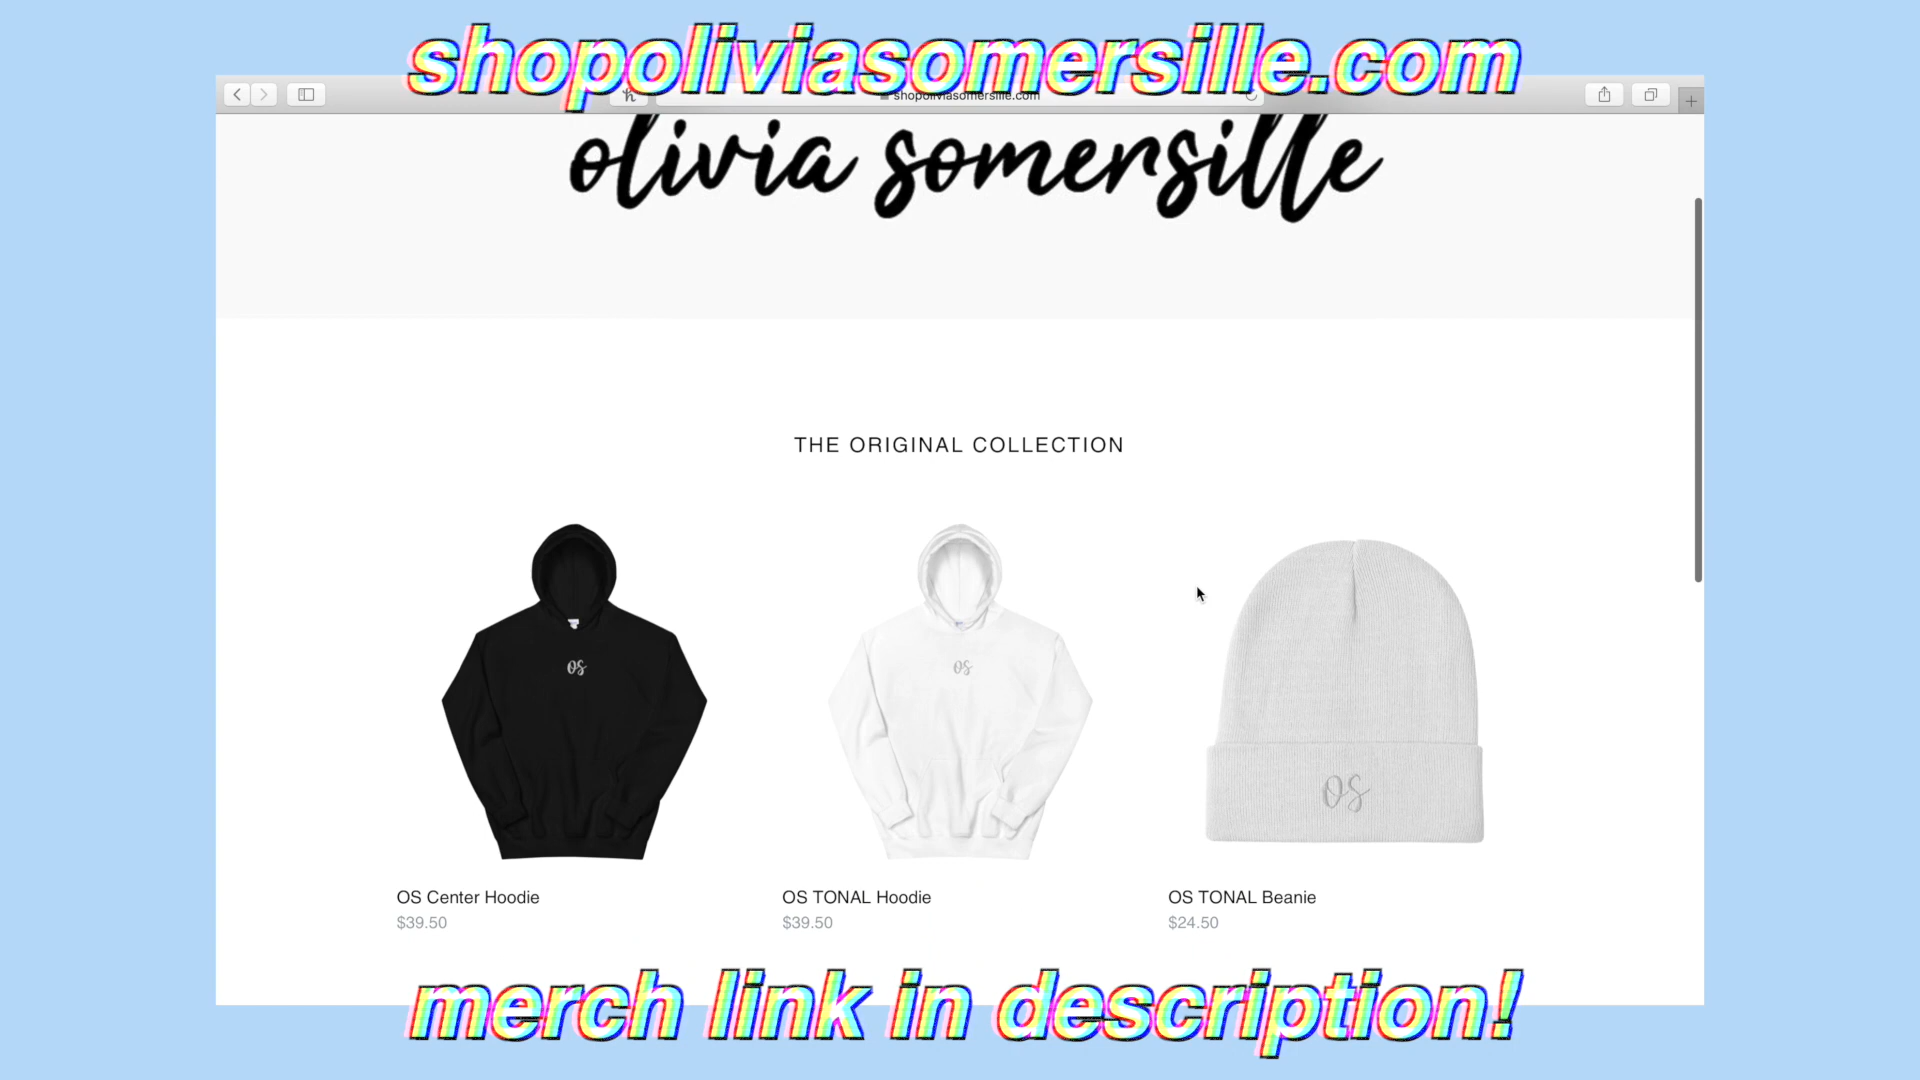 shopoliviasomersille.com
shopoliviasomersille.com
olivia somersille
THE ORIGINAL COLLECTION
os
os
os
OS Center Hoodie
$39.50
OS TONAL Hoodie
$39.50
OS TONAL Beanie
$24.50
merch link in description!